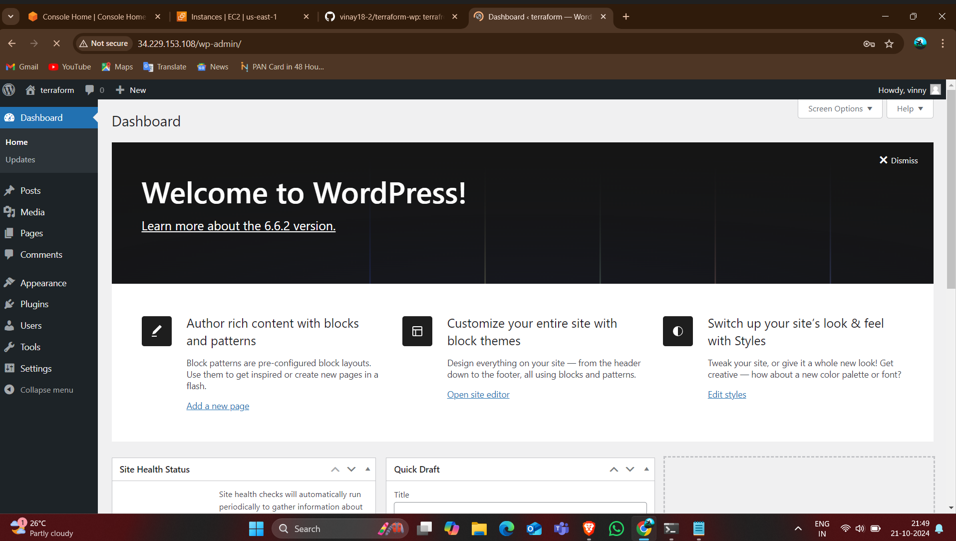 Console Home | Console Home
Instances | EC2 | us-east-1
vinay18-2/terraform-wp: terraf
Dashboard ‹ terraform — Word
Not secure
34.229.153.108/wp-admin/
Gmail
YouTube
Maps
Translate
News
PAN Card in 48 Hou...
terraform
0
New
Howdy, vinny
Dashboard
Home
Updates
Posts
Media
Pages
Comments
Appearance
Plugins
Users
Tools
Settings
Collapse menu
Screen Options
Help
Dashboard
Dismiss
Welcome to WordPress!
Learn more about the 6.6.2 version.
Author rich content with blocks
and patterns
Block patterns are pre-configured block layouts.
Use them to get inspired or create new pages in a
flash.
Add a new page
Customize your entire site with
block themes
Design everything on your site — from the header
down to the footer, all using blocks and patterns.
Open site editor
Switch up your site’s look & feel
with Styles
Tweak your site, or give it a whole new look! Get
creative — how about a new color palette or font?
Edit styles
Site Health Status
Site health checks will automatically run
periodically to gather information about
Quick Draft
Title
1
26°C
Partly cloudy
Search
ENG
IN
21:49
21-10-2024